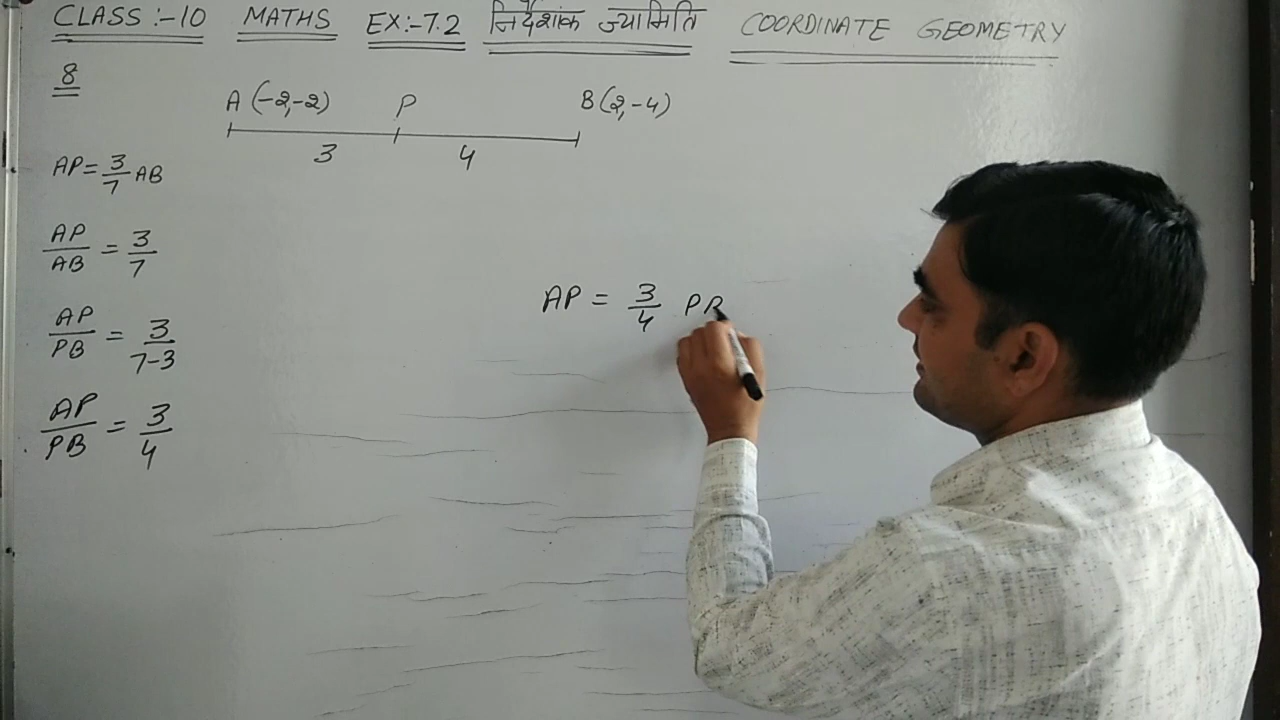 CLASS :- 10 MATHS EX:- 7.2 निर्देशांक ज्यामिति COORDINATE GEOMETRY
8
A (-2,-2) P B (2,-4)
3 4
AP = 3/7 AB
AP/AB = 3/7
AP/PB = 3/7-3
AP/PB = 3/4
AP = 3/4 PB